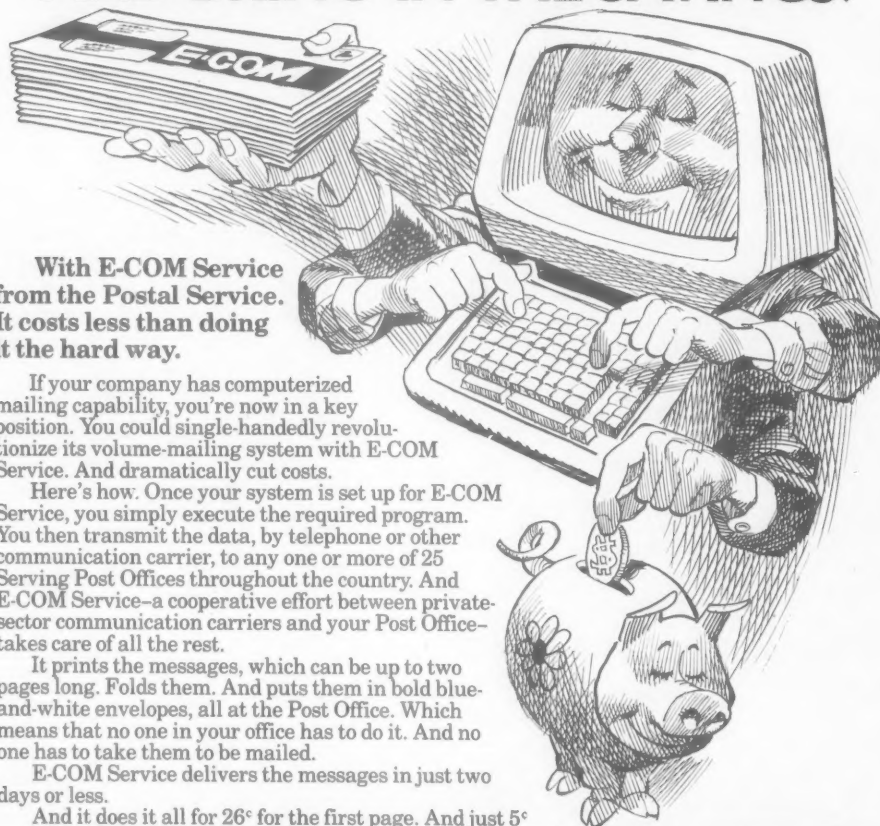 E-COM
With E-COM Service
from the Postal Service.
It costs less than doing
it the hard way.
If your company has computerized
mailing capability, you're now in a key
position. You could single-handedly revolu-
tionize its volume-mailing system with E-COM
Service. And dramatically cut costs.
Here's how. Once your system is set up for E-COM
Service, you simply execute the required program.
You then transmit the data, by telephone or other
communication carrier, to any one or more of 25
Serving Post Offices throughout the country. And
E-COM Service–a cooperative effort between private-
sector communication carriers and your Post Office–
takes care of all the rest.
It prints the messages, which can be up to two
pages long. Folds them. And puts them in bold blue-
and-white envelopes, all at the Post Office. Which
means that no one in your office has to do it. And no
one has to take them to be mailed.
E-COM Service delivers the messages in just two
days or less.
And it does it all for 26¢ for the first page. And just 5¢